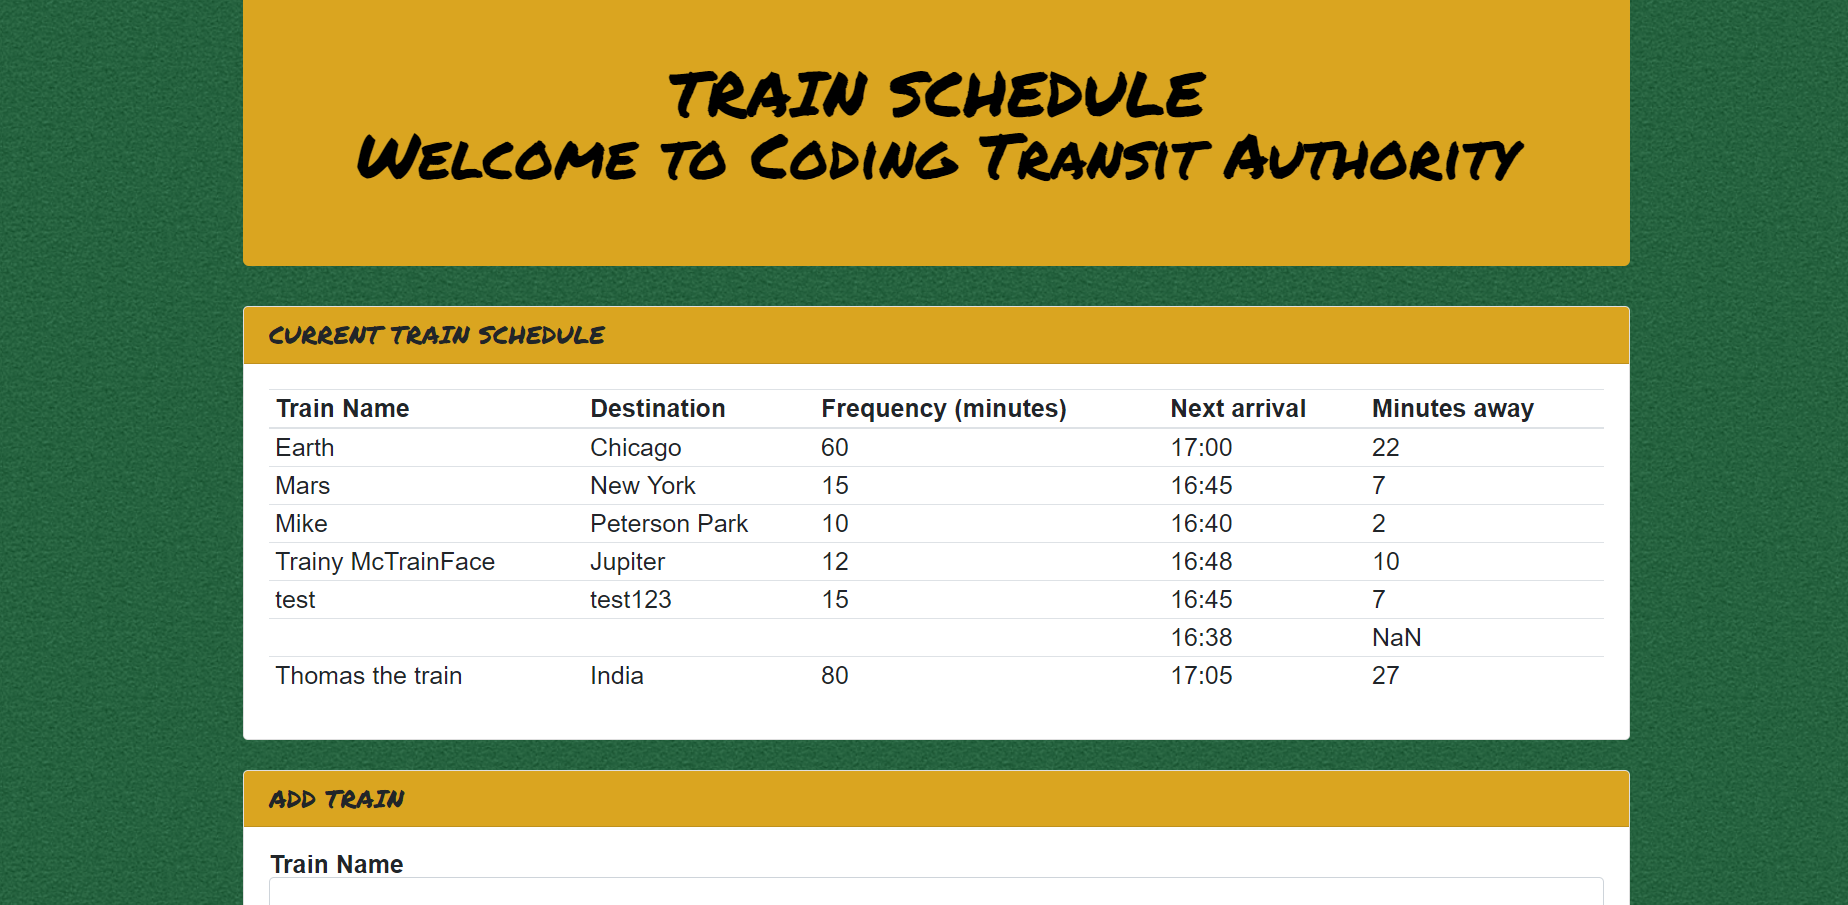 TRAIN SCHEDULE
Welcome to Coding Transit Authority
CURRENT TRAIN SCHEDULE
Train Name Destination Frequency (minutes) Next arrival Minutes away
Earth Chicago 60 17:00 22
Mars New York 15 16:45 7
Mike Peterson Park 10 16:40 2
Trainy McTrainFace Jupiter 12 16:48 10
test test123 15 16:45 7
16:38 NaN
Thomas the train India 80 17:05 27
ADD TRAIN
Train Name